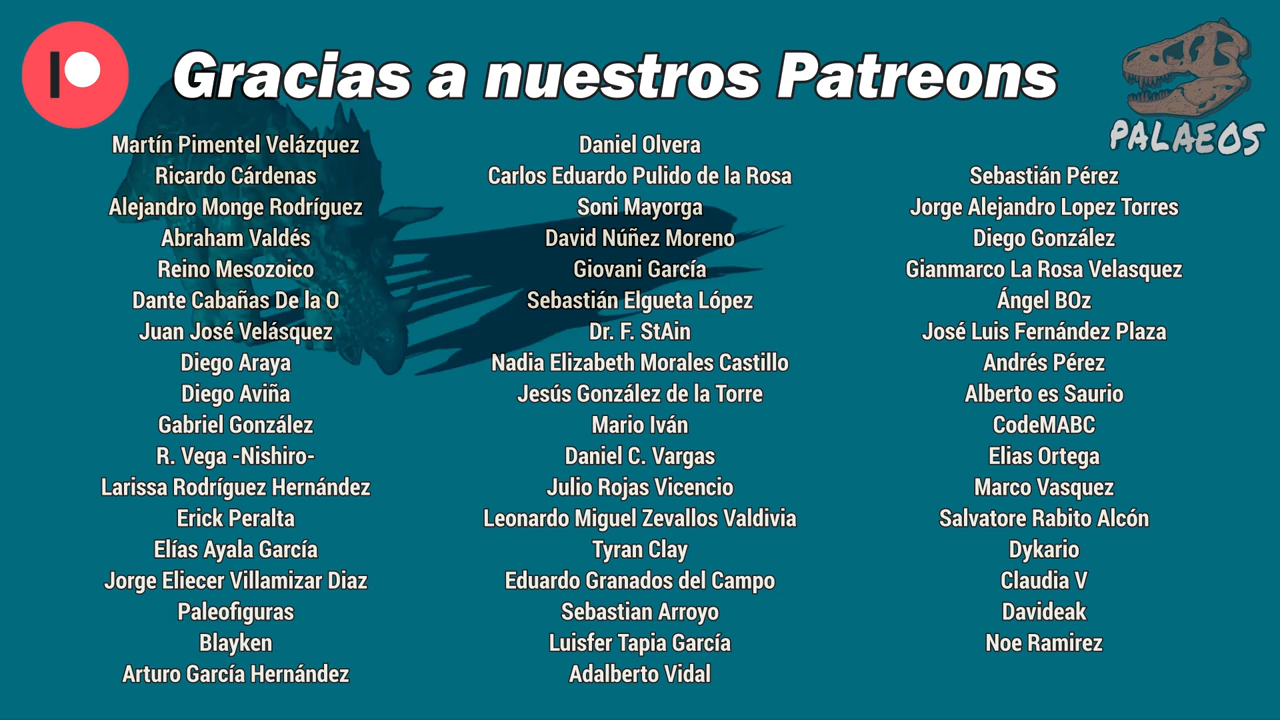 Gracias a nuestros Patreons
PALAEOS
Martín Pimentel Velázquez
Ricardo Cárdenas
Alejandro Monge Rodríguez
Abraham Valdés
Reino Mesozoico
Dante Cabañas De la O
Juan José Velásquez
Diego Araya
Diego Aviña
Gabriel González
R. Vega -Nishiro-
Larissa Rodríguez Hernández
Erick Peralta
Elías Ayala García
Jorge Eliecer Villamizar Diaz
Paleofiguras
Blayken
Arturo García Hernández
Daniel Olvera
Carlos Eduardo Pulido de la Rosa
Soni Mayorga
David Núñez Moreno
Giovani García
Sebastián Elgueta López
Dr. F. StAin
Nadia Elizabeth Morales Castillo
Jesús González de la Torre
Mario Iván
Daniel C. Vargas
Julio Rojas Vicencio
Leonardo Miguel Zevallos Valdivia
Tyran Clay
Eduardo Granados del Campo
Sebastian Arroyo
Luisfer Tapia García
Adalberto Vidal
Sebastián Pérez
Jorge Alejandro Lopez Torres
Diego González
Gianmarco La Rosa Velasquez
Ángel BOz
José Luis Fernández Plaza
Andrés Pérez
Alberto es Saurio
CodeMABC
Elias Ortega
Marco Vasquez
Salvatore Rabito Alcón
Dykario
Claudia V
Davideak
Noe Ramirez